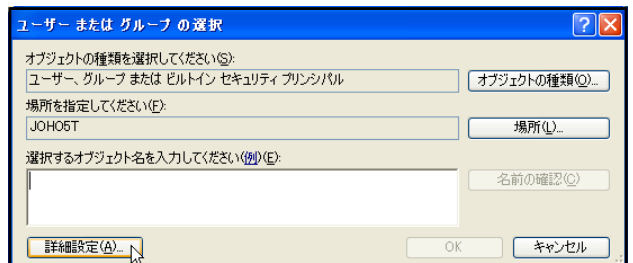 ユーザー または グループ の選択
オブジェクトの種類を選択してください(S):
ユーザー、グループ または ビルトイン セキュリティ プリンシパル
オブジェクトの種類(O)...
場所を指定してください(F):
JOHO5T
場所(L)...
選択するオブジェクト名を入力してください(例)(E):
名前の確認(C)
詳細設定(A)...
OK
キャンセル